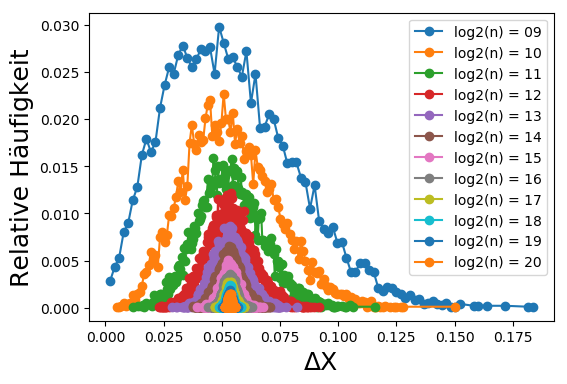 0.030
0.025
0.020
0.015
0.010
0.005
0.000
Relative Häufigkeit
0.000 0.025 0.050 0.075 0.100 0.125 0.150 0.175
ΔX
log2(n) = 09
log2(n) = 10
log2(n) = 11
log2(n) = 12
log2(n) = 13
log2(n) = 14
log2(n) = 15
log2(n) = 16
log2(n) = 17
log2(n) = 18
log2(n) = 19
log2(n) = 20